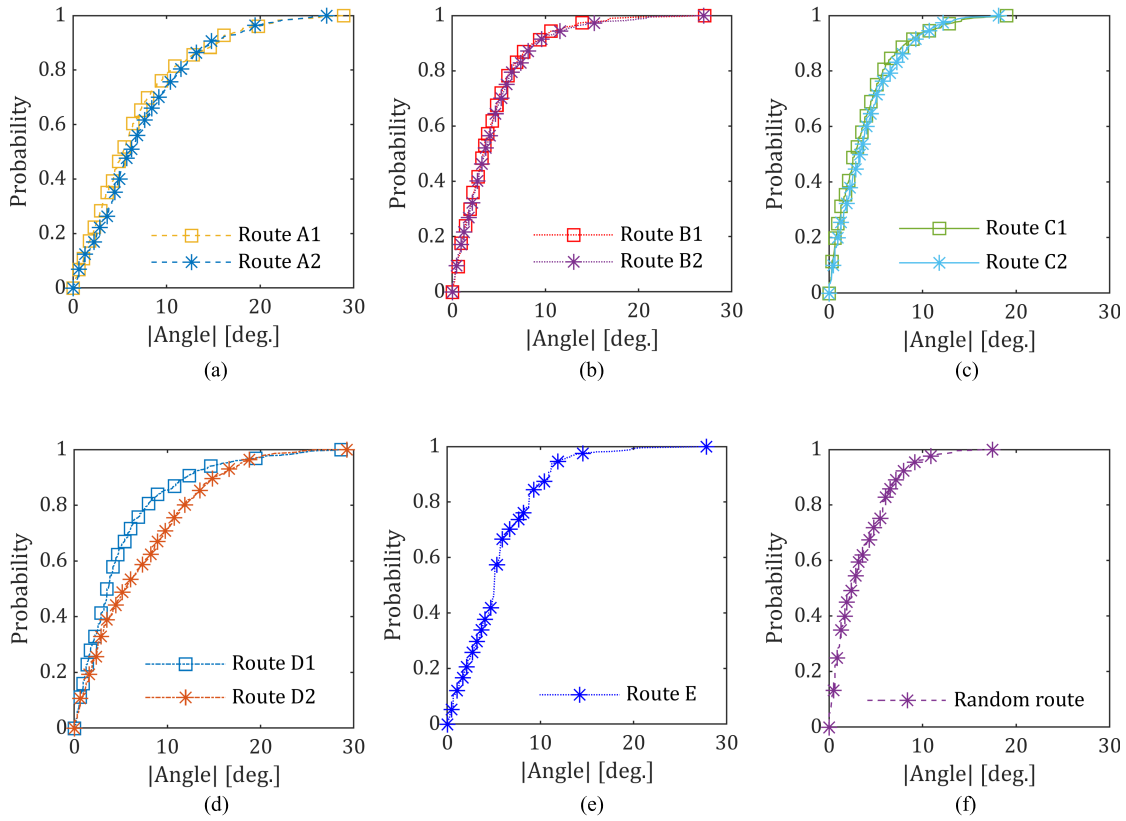 1
0.8
0.6
0.4
0.2
0
Probability
Route A1
Route A2
0 10 20 30
|Angle| [deg.]
(a)
1
0.8
0.6
0.4
0.2
0
Probability
Route B1
Route B2
0 10 20 30
|Angle| [deg.]
(b)
1
0.8
0.6
0.4
0.2
0
Probability
Route C1
Route C2
0 10 20 30
|Angle| [deg.]
(c)
1
0.8
0.6
0.4
0.2
0
Probability
Route D1
Route D2
0 10 20 30
|Angle| [deg.]
(d)
1
0.8
0.6
0.4
0.2
0
Probability
Route E
0 10 20 30
|Angle| [deg.]
(e)
1
0.8
0.6
0.4
0.2
0
Probability
Random route
0 10 20 30
|Angle| [deg.]
(f)